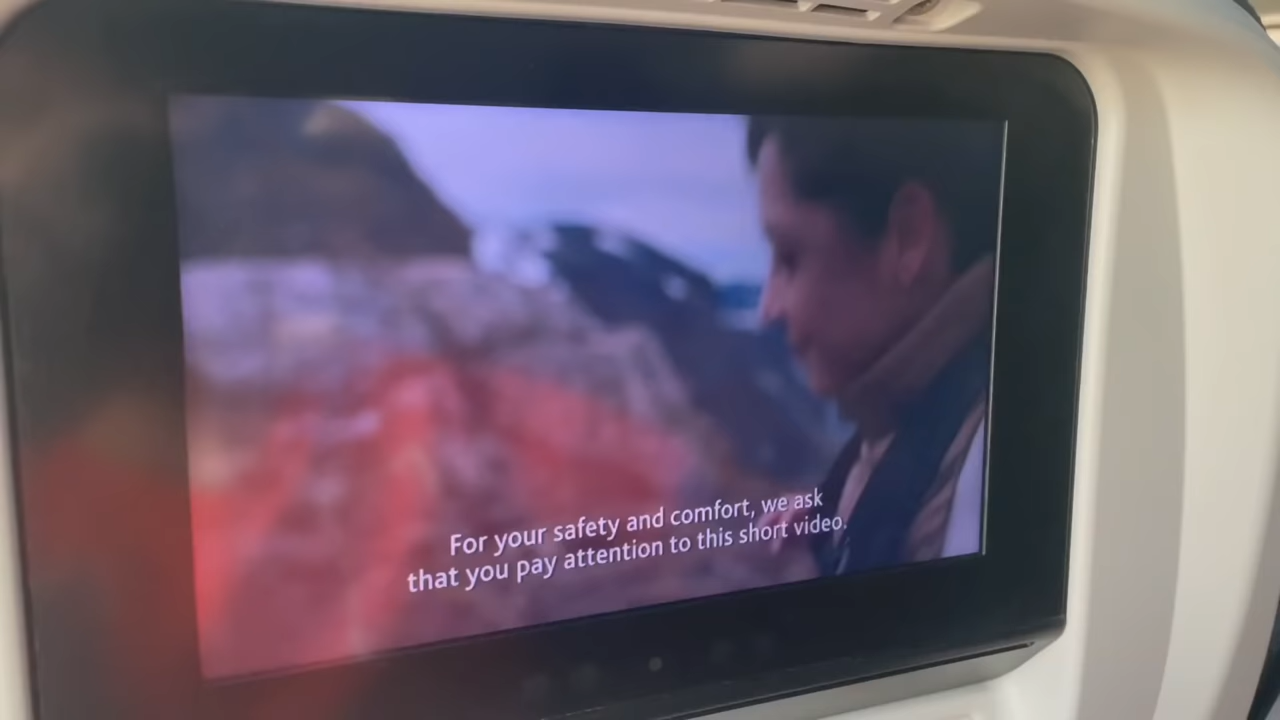 For your safety and comfort, we ask
that you pay attention to this short video.